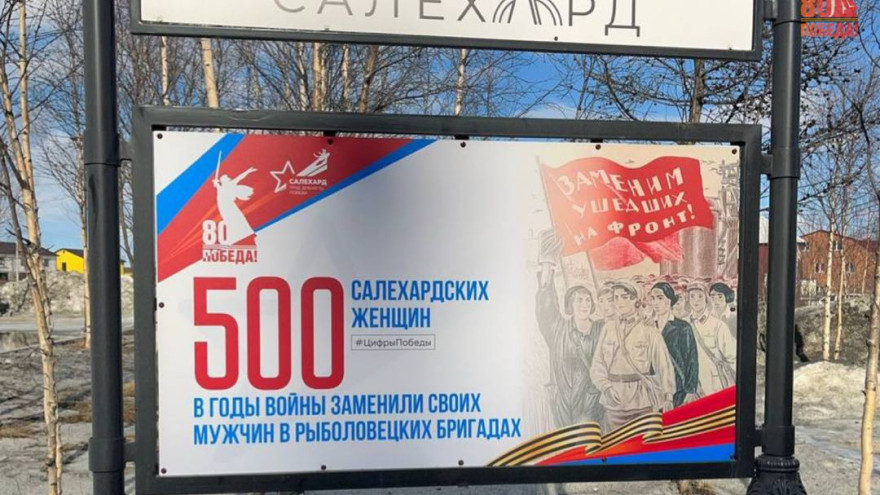 САЛЕХАРД
80
ПОБЕДА!
САЛЕХАРД
80
ПОБЕДА!
500
САЛЕХАРДСКИХ
ЖЕНЩИН
#ЦифрыПобеды
В ГОДЫ ВОЙНЫ ЗАМЕНИЛИ СВОИХ
МУЖЧИН В РЫБОЛОВЕЦКИХ БРИГАДАХ
ЗАМЕНИМ
УШЕДШИХ
НА ФРОНТ!